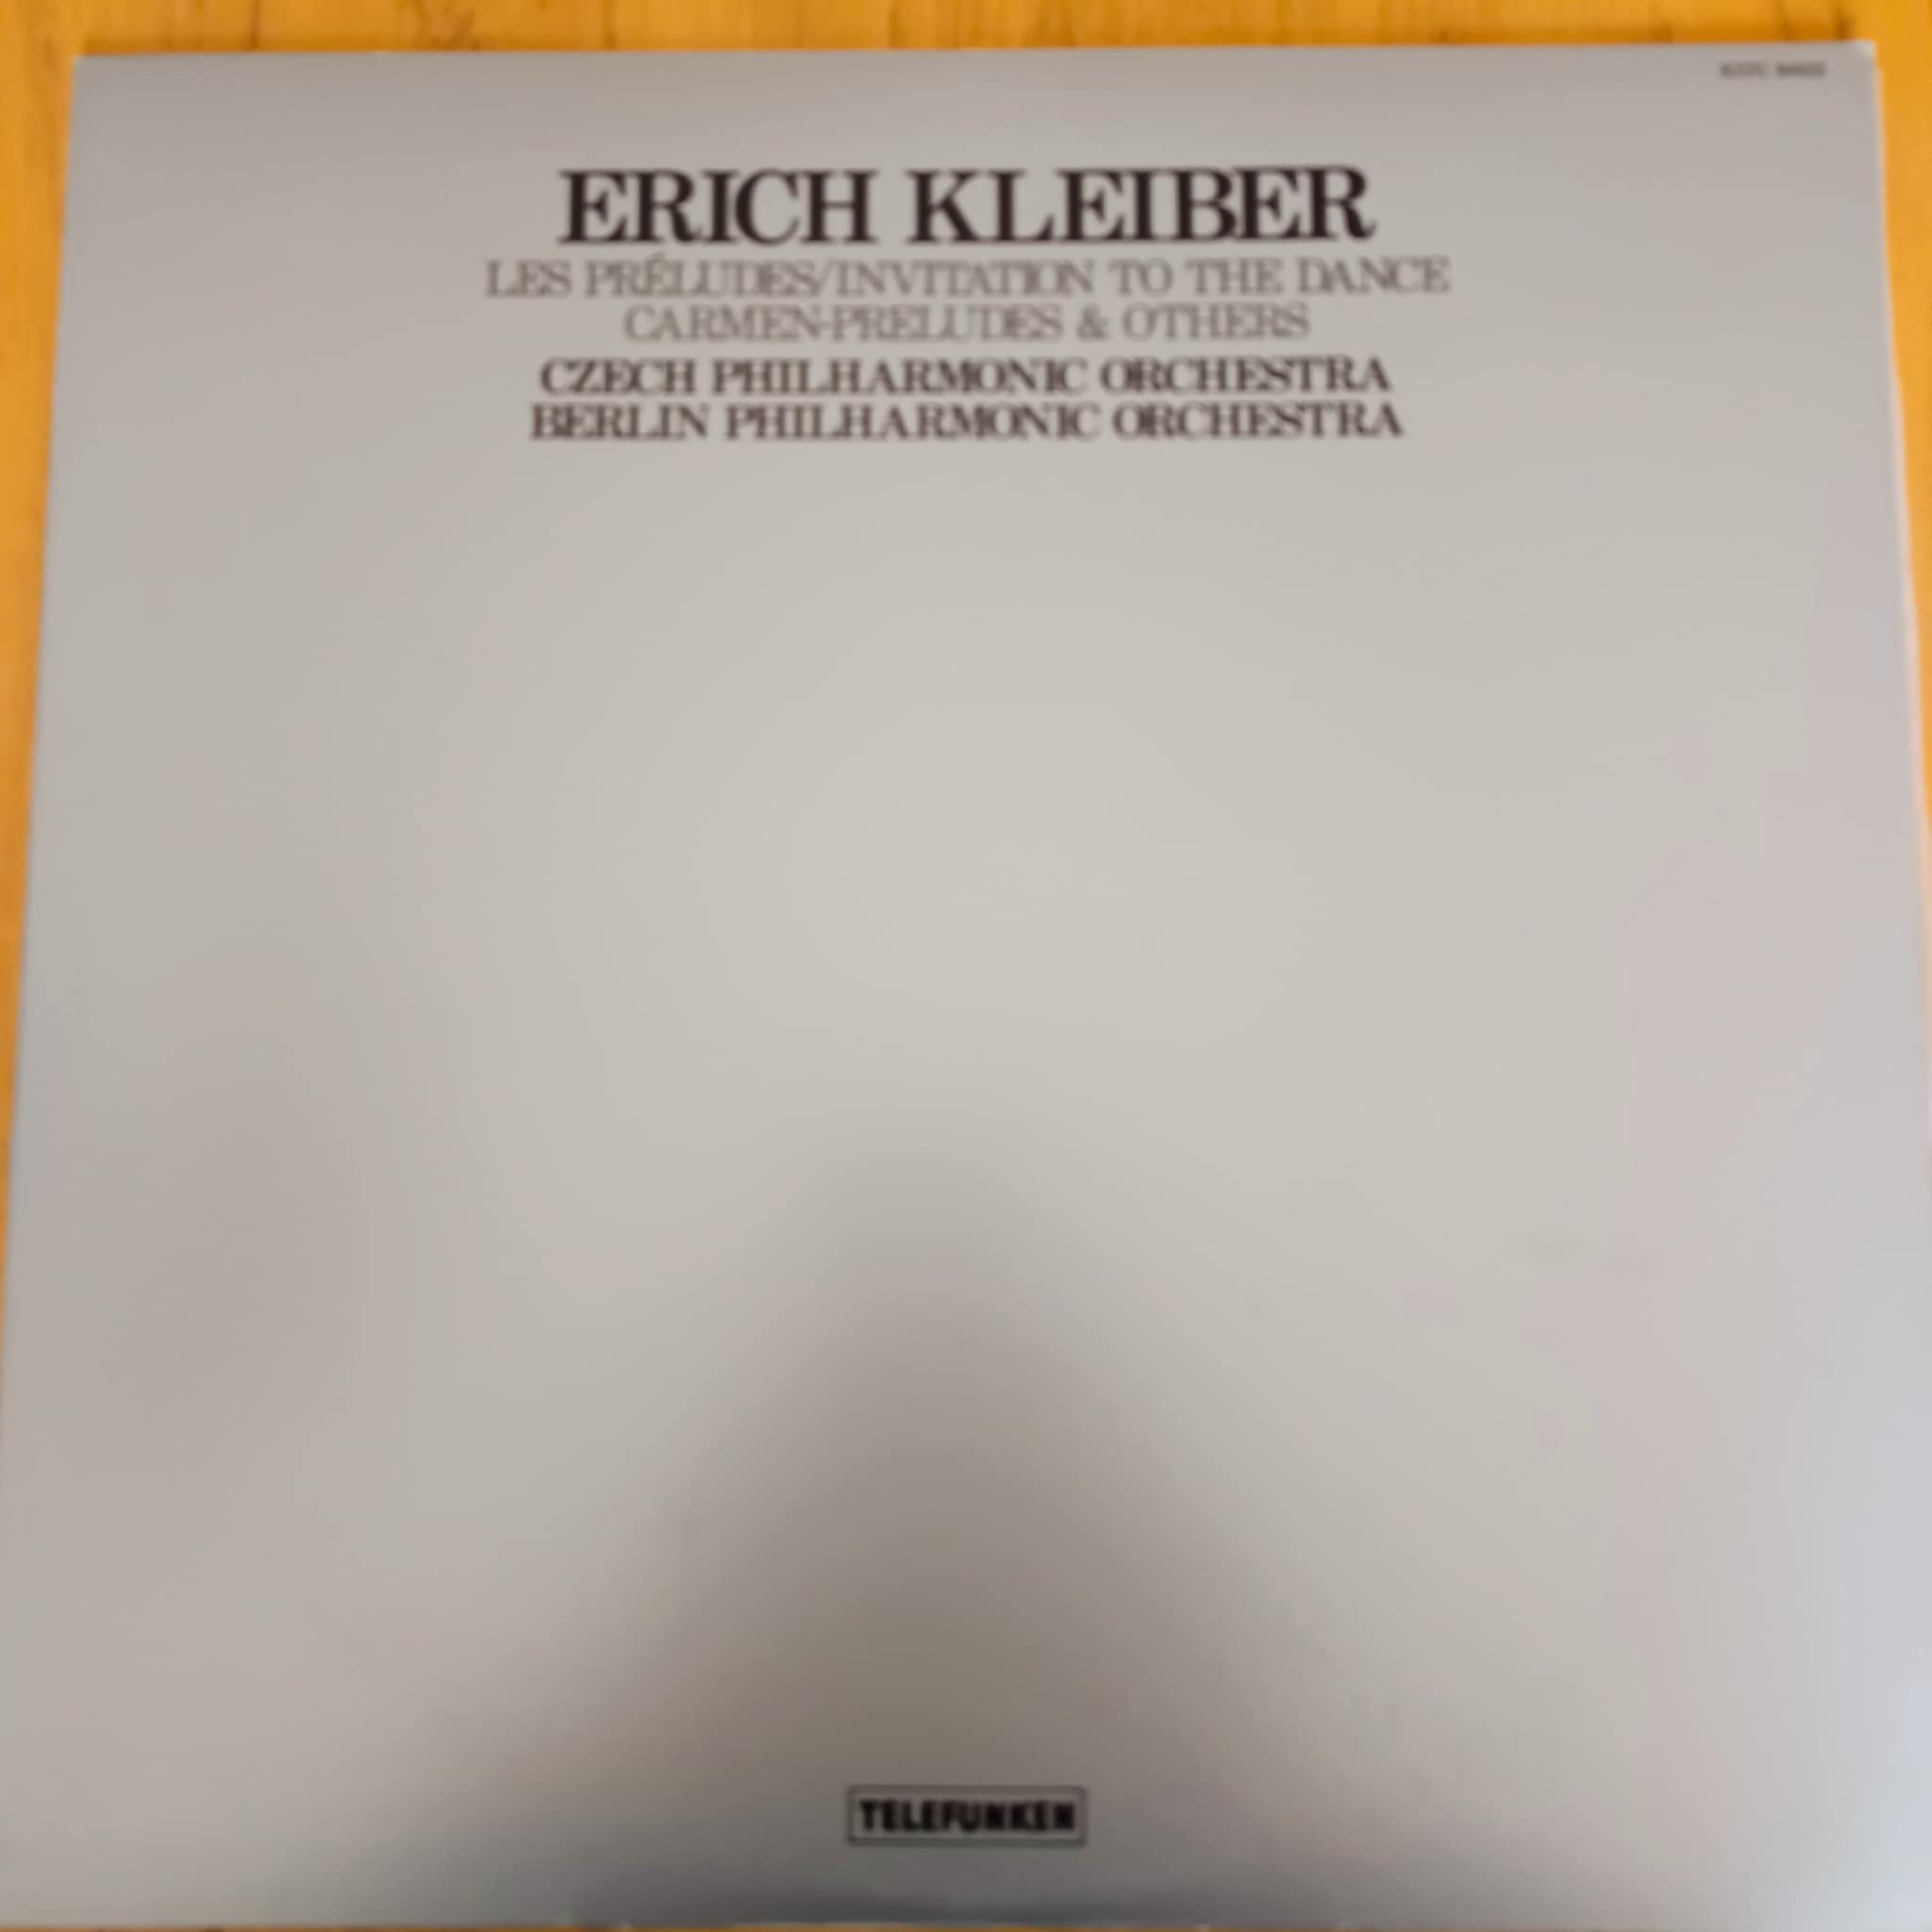 ERICH KLEIBER
LES PRÉLUDES/INVITATION TO THE DANCE
CARMEN-PRELUDES & OTHERS
CZECH PHILHARMONIC ORCHESTRA
BERLIN PHILHARMONIC ORCHESTRA
TELEFUNKEN